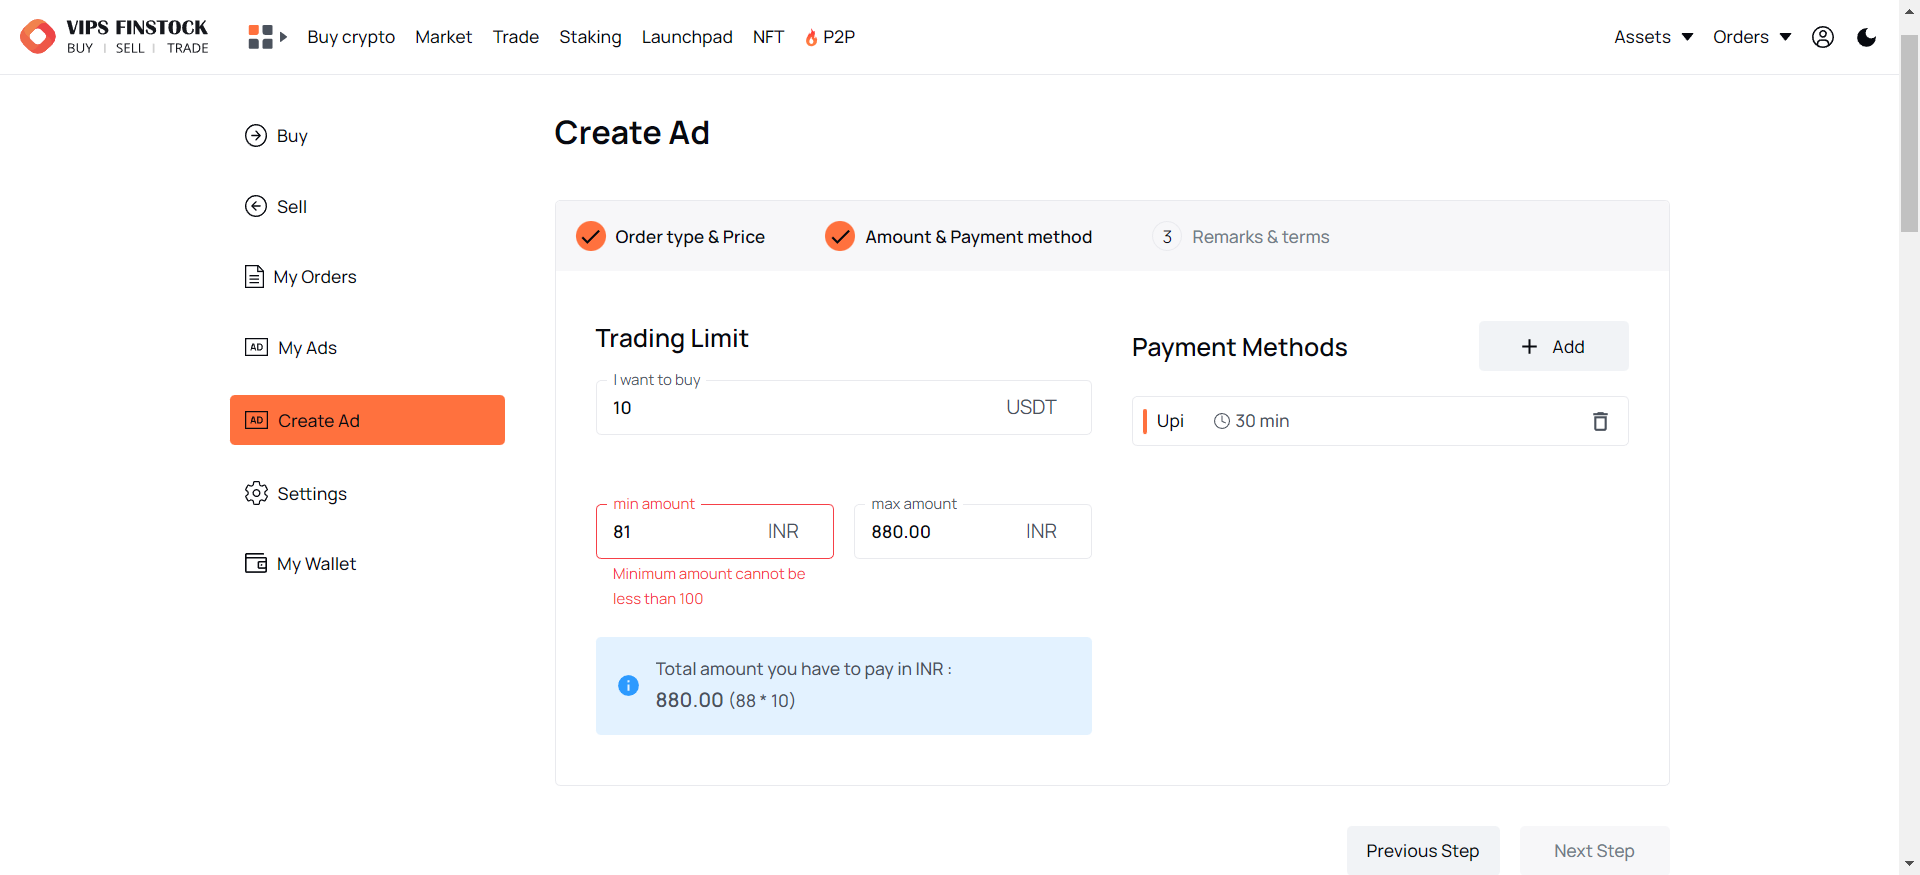 VIPS FINSTOCK
BUY | SELL | TRADE
Buy crypto Market Trade Staking Launchpad NFT P2P Assets Orders
Buy
Sell
My Orders
AD My Ads
AD Create Ad
Settings
My Wallet
Create Ad
Order type & Price Amount & Payment method 3 Remarks & terms
Trading Limit
I want to buy
10 USDT
min amount
81 INR
Minimum amount cannot be
less than 100
max amount
880.00 INR
Total amount you have to pay in INR :
880.00 (88 * 10)
Payment Methods
+ Add
Upi 30 min
Previous Step Next Step